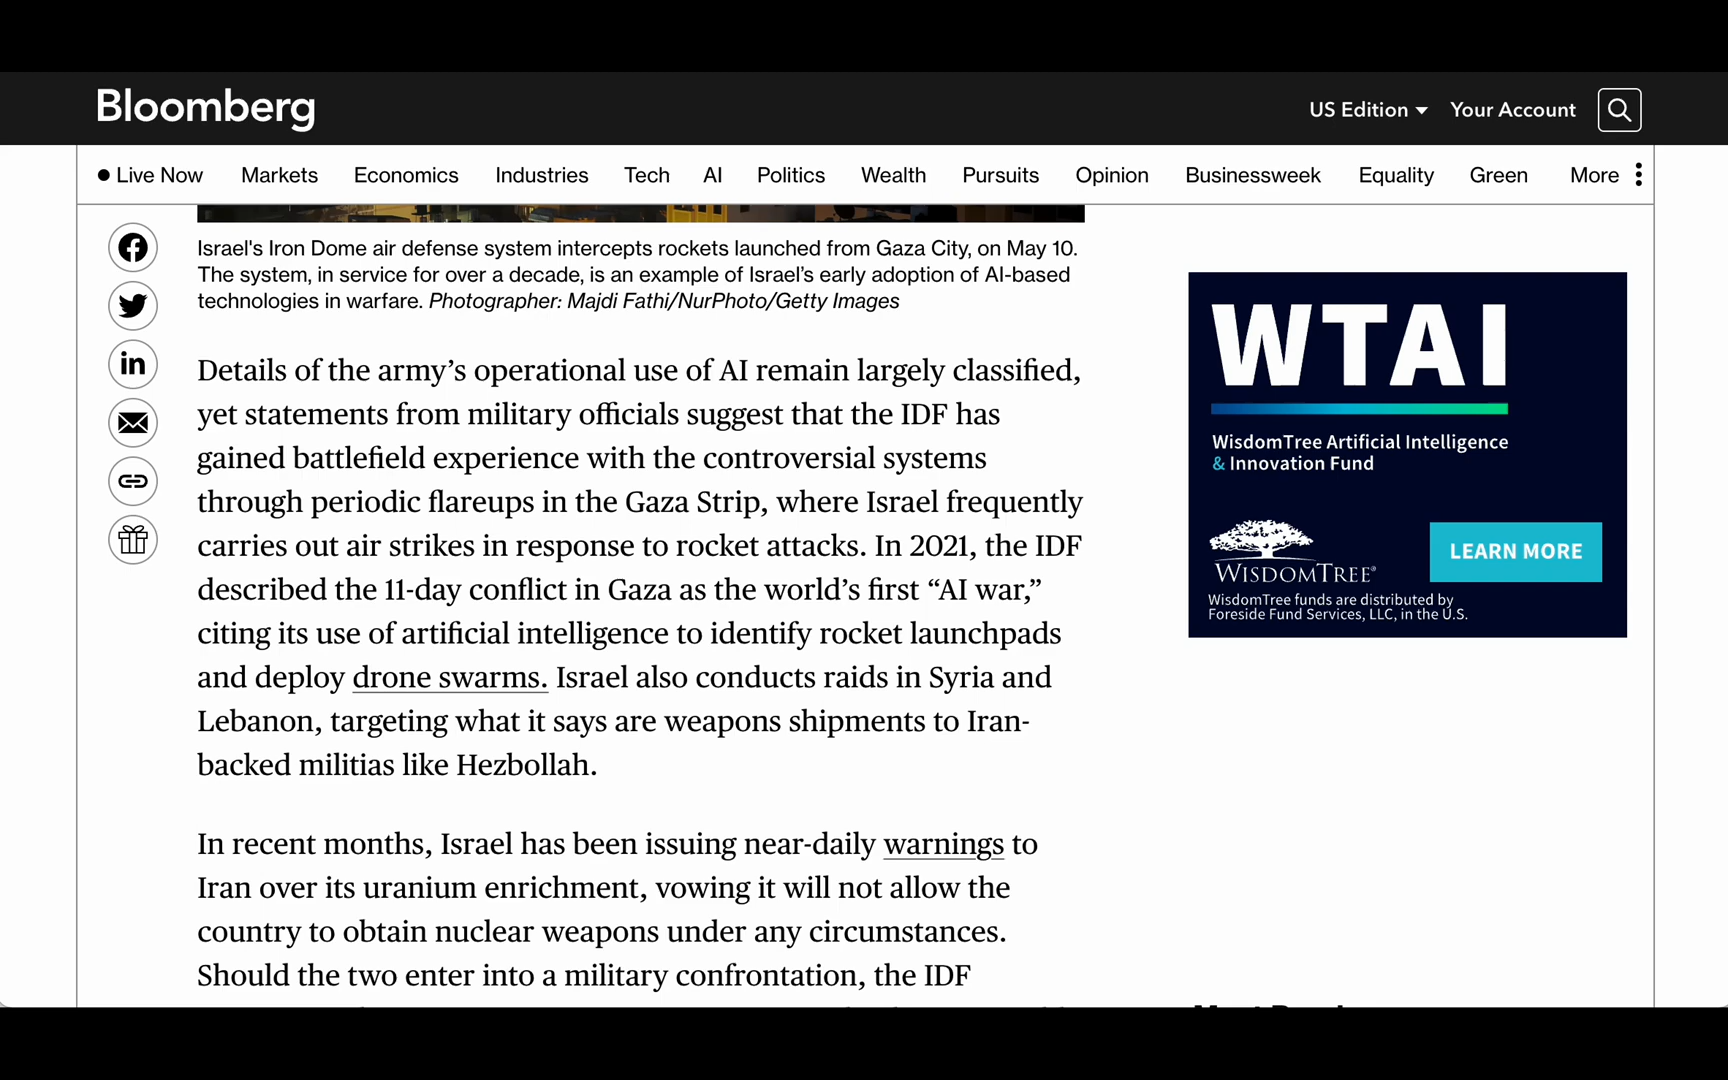 Bloomberg
US Edition
Your Account
Live Now
Markets
Economics
Industries
Tech
AI
Politics
Wealth
Pursuits
Opinion
Businessweek
Equality
Green
More
Israel's Iron Dome air defense system intercepts rockets launched from Gaza City, on May 10.
The system, in service for over a decade, is an example of Israel’s early adoption of AI-based
technologies in warfare. Photographer: Majdi Fathi/NurPhoto/Getty Images
Details of the army’s operational use of AI remain largely classified,
yet statements from military officials suggest that the IDF has
gained battlefield experience with the controversial systems
through periodic flareups in the Gaza Strip, where Israel frequently
carries out air strikes in response to rocket attacks. In 2021, the IDF
described the 11-day conflict in Gaza as the world’s first “AI war,”
citing its use of artificial intelligence to identify rocket launchpads
and deploy drone swarms. Israel also conducts raids in Syria and
Lebanon, targeting what it says are weapons shipments to Iran-
backed militias like Hezbollah.
In recent months, Israel has been issuing near-daily warnings to
Iran over its uranium enrichment, vowing it will not allow the
country to obtain nuclear weapons under any circumstances.
Should the two enter into a military confrontation, the IDF
WTAI
WisdomTree Artificial Intelligence
& Innovation Fund
WISDOMTREE®
LEARN MORE
WisdomTree funds are distributed by
Foreside Fund Services, LLC, in the U.S.